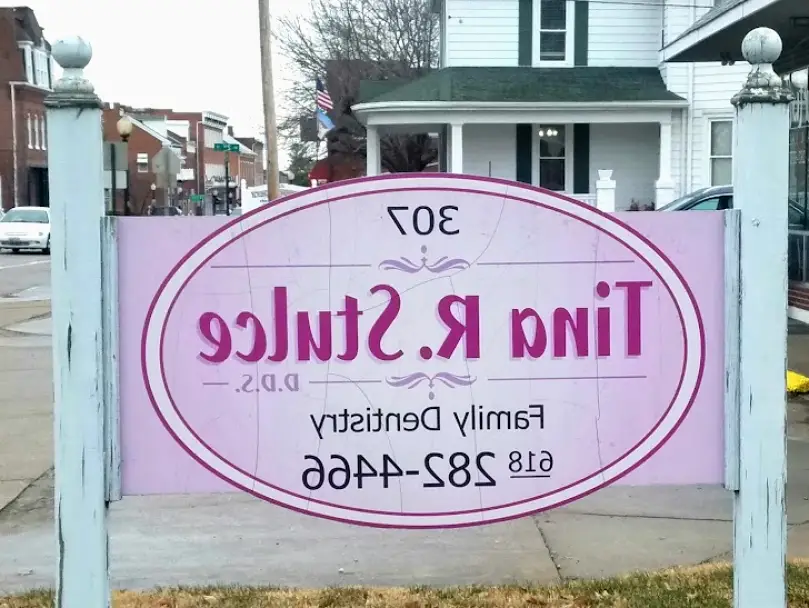 307
Tina R. Stulce
D.D.S.
Family Dentistry
618 282-4466